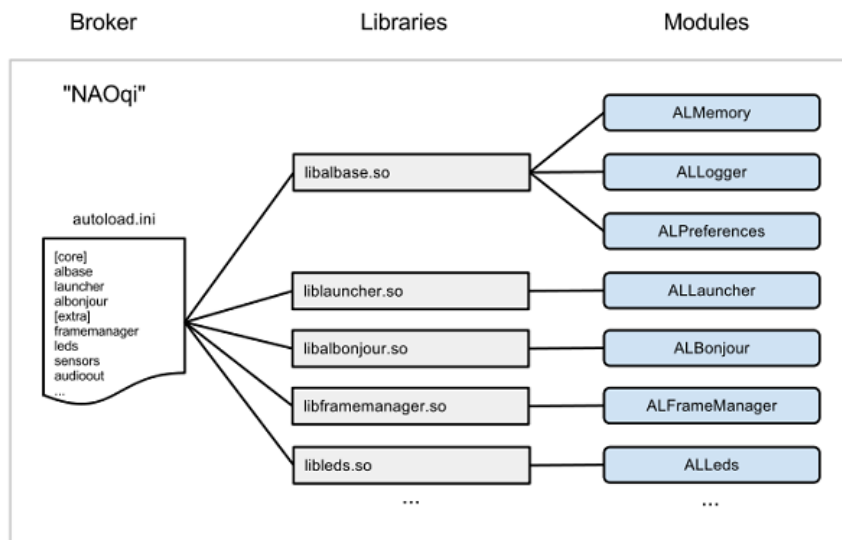 Broker
Libraries
Modules
"NAOqi"
autoload.ini
[core]
albase
launcher
albonjour
[extra]
framemanager
leds
sensors
audioout
...
libalbase.so
liblauncher.so
libalbonjour.so
libframemanager.so
libleds.so
...
ALMemory
ALLogger
ALPreferences
ALLauncher
ALBonjour
ALFrameManager
ALLeds
...